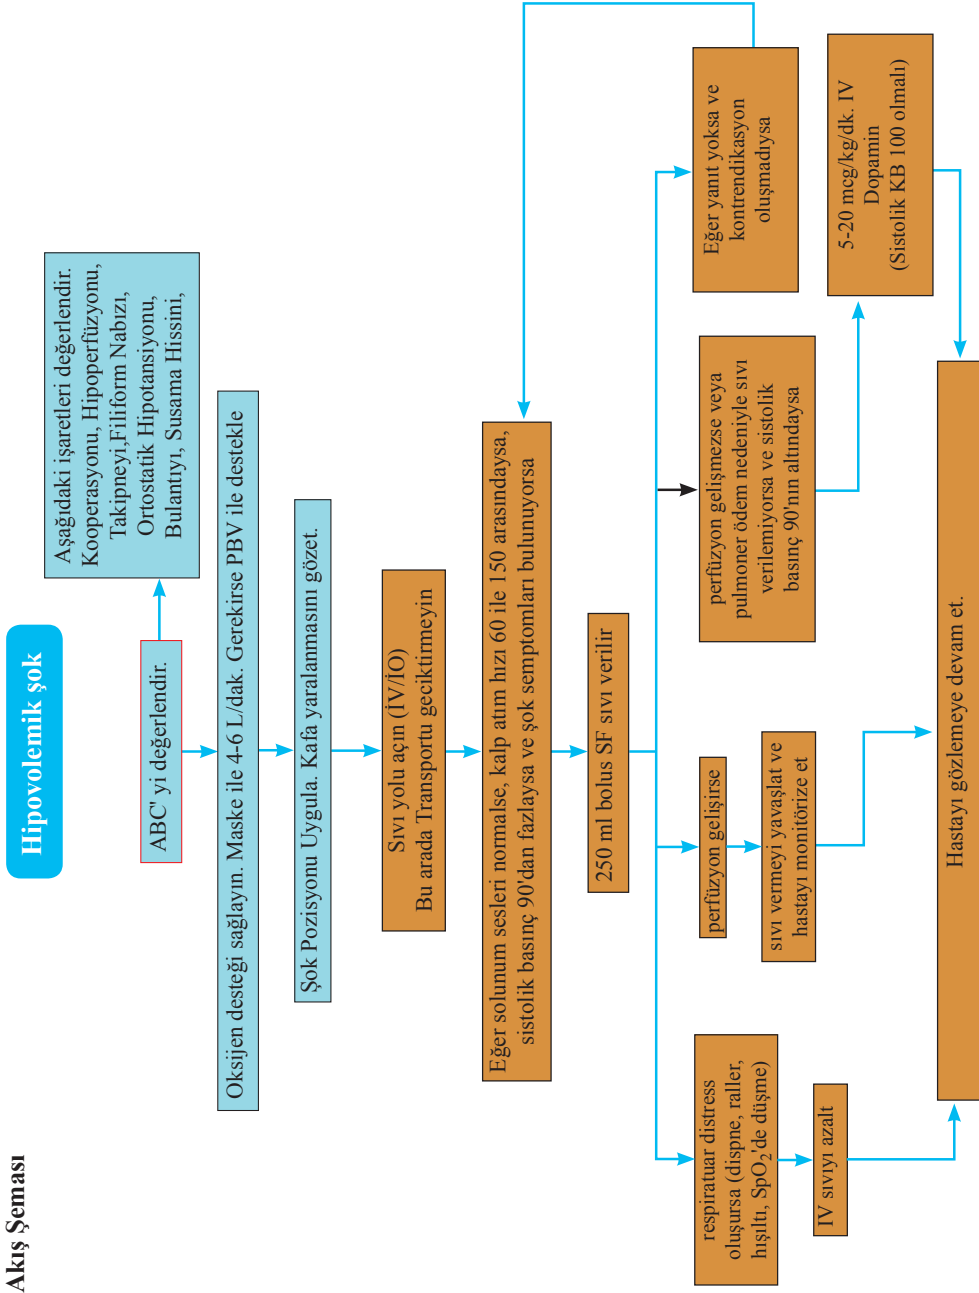 Akış Şeması
Hipovolemik şok
ABC' yi değerlendir.
Aşağıdaki işaretleri değerlendir.
Kooperasyonu, Hipoperfüzyonu,
Takipneyi,Filiform Nabızı,
Ortostatik Hipotansiyonu,
Bulantıyı, Susama Hissini,
Oksijen desteği sağlayın. Maske ile 4-6 L/dak. Gerekirse PBV ile destekle
Şok Pozisyonu Uygula. Kafa yaralanmasını gözet.
Sıvı yolu açın (İV/İO)
Bu arada Transportu geciktirmeyin
Eğer solunum sesleri normalse, kalp atım hızı 60 ile 150 arasındaysa,
sistolik basınç 90'dan fazlaysa ve şok semptomları bulunuyorsa
250 ml bolus SF sıvı verilir
respiratuar distress
oluşursa (dispne, raller,
hışıltı, SpO2'de düşme)
IV sıvıyı azalt
perfüzyon gelişirse
sıvı vermeyi yavaşlat ve
hastayı monitörize et
perfüzyon gelişmezse veya
pulmoner ödem nedeniyle sıvı
verilemiyorsa ve sistolik
basınç 90'nın altındaysa
Eğer yanıt yoksa ve
kontrendikasyon
oluşmadıysa
5-20 mcg/kg/dk. IV
Dopamin
(Sistolik KB 100 olmalı)
Hastayı gözlemeye devam et.